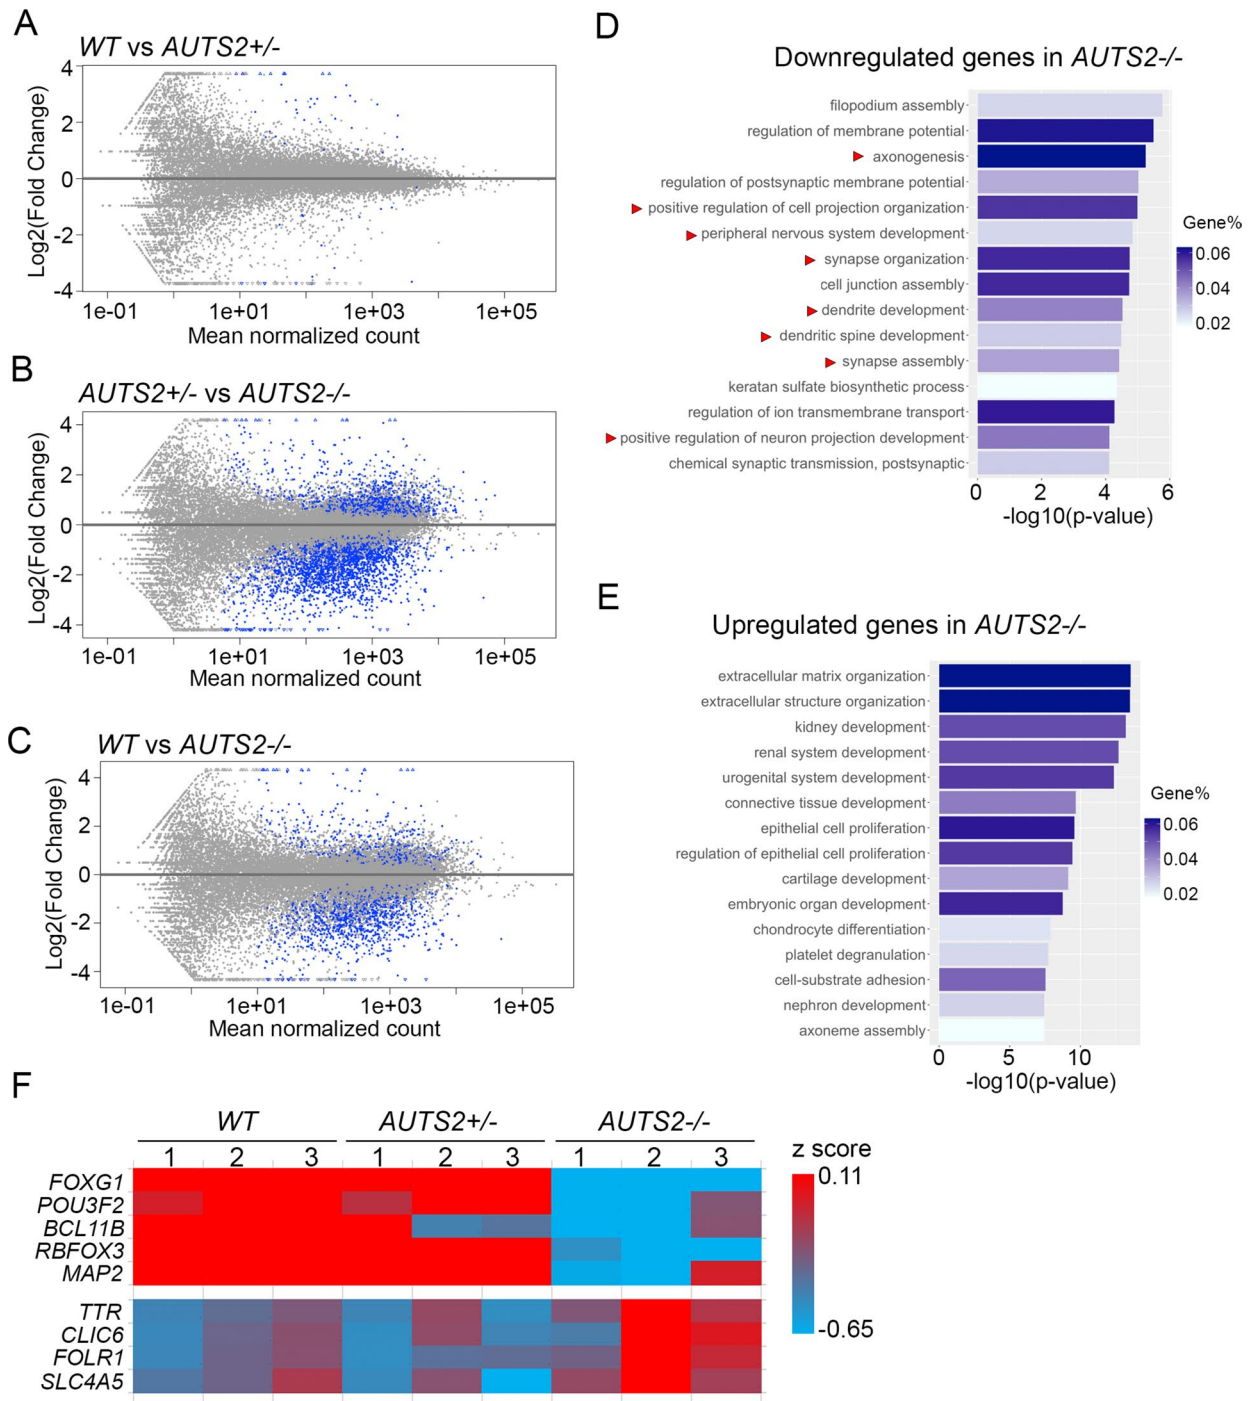 A
WT vs AUTS2+/-
Log2(Fold Change)
4
2
0
-2
-4
1e-01
1e+01
1e+03
1e+05
Mean normalized count
B
AUTS2+/- vs AUTS2-/-
Log2(Fold Change)
4
2
0
-2
-4
1e-01
1e+01
1e+03
1e+05
Mean normalized count
C
WT vs AUTS2-/-
Log2(Fold Change)
4
2
0
-2
-4
1e-01
1e+01
1e+03
1e+05
Mean normalized count
D
Downregulated genes in AUTS2-/-
filopodium assembly
regulation of membrane potential
axonogenesis
regulation of postsynaptic membrane potential
positive regulation of cell projection organization
peripheral nervous system development
synapse organization
cell junction assembly
dendrite development
dendritic spine development
synapse assembly
keratan sulfate biosynthetic process
regulation of ion transmembrane transport
positive regulation of neuron projection development
chemical synaptic transmission, postsynaptic
0 2 4 6
-log10(p-value)
Gene%
0.06
0.04
0.02
E
Upregulated genes in AUTS2-/-
extracellular matrix organization
extracellular structure organization
kidney development
renal system development
urogenital system development
connective tissue development
epithelial cell proliferation
regulation of epithelial cell proliferation
cartilage development
embryonic organ development
chondrocyte differentiation
platelet degranulation
cell-substrate adhesion
nephron development
axoneme assembly
0 5 10
-log10(p-value)
Gene%
0.06
0.04
0.02
F
WT AUTS2+/- AUTS2-/-
1 2 3 1 2 3 1 2 3
FOXG1
POU3F2
BCL11B
RBFOX3
MAP2
TTR
CLIC6
FOLR1
SLC4A5
z score
0.11
-0.65